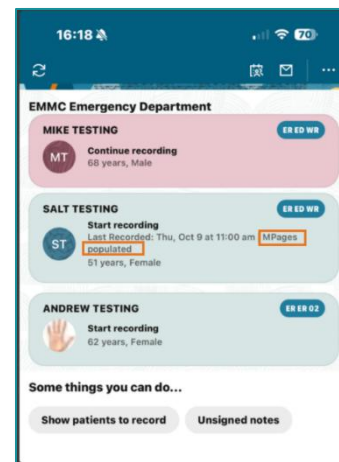 16:18
70
EMMC Emergency Department
MIKE TESTING
ER ED WR
MT
Continue recording
68 years, Male
SALT TESTING
ER ED WR
ST
Start recording
Last Recorded: Thu, Oct 9 at 11:00 am MPages
populated
51 years, Female
ANDREW TESTING
ER ER 02
Start recording
62 years, Female
Some things you can do...
Show patients to record
Unsigned notes